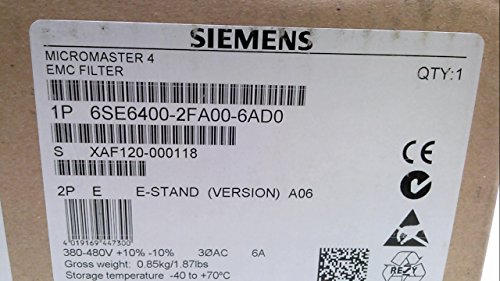 SIEMENS
MICROMASTER 4
EMC FILTER
QTY:1
1P 6SE6400-2FA00-6AD0
S XAF120-000118
2P E E-STAND (VERSION) A06
4 019169 447300
380-480V +10% -10% 3ØAC 6A
Gross weight: 0.85kg/1.87lbs
Storage temperature -40 to +70°C
REZY